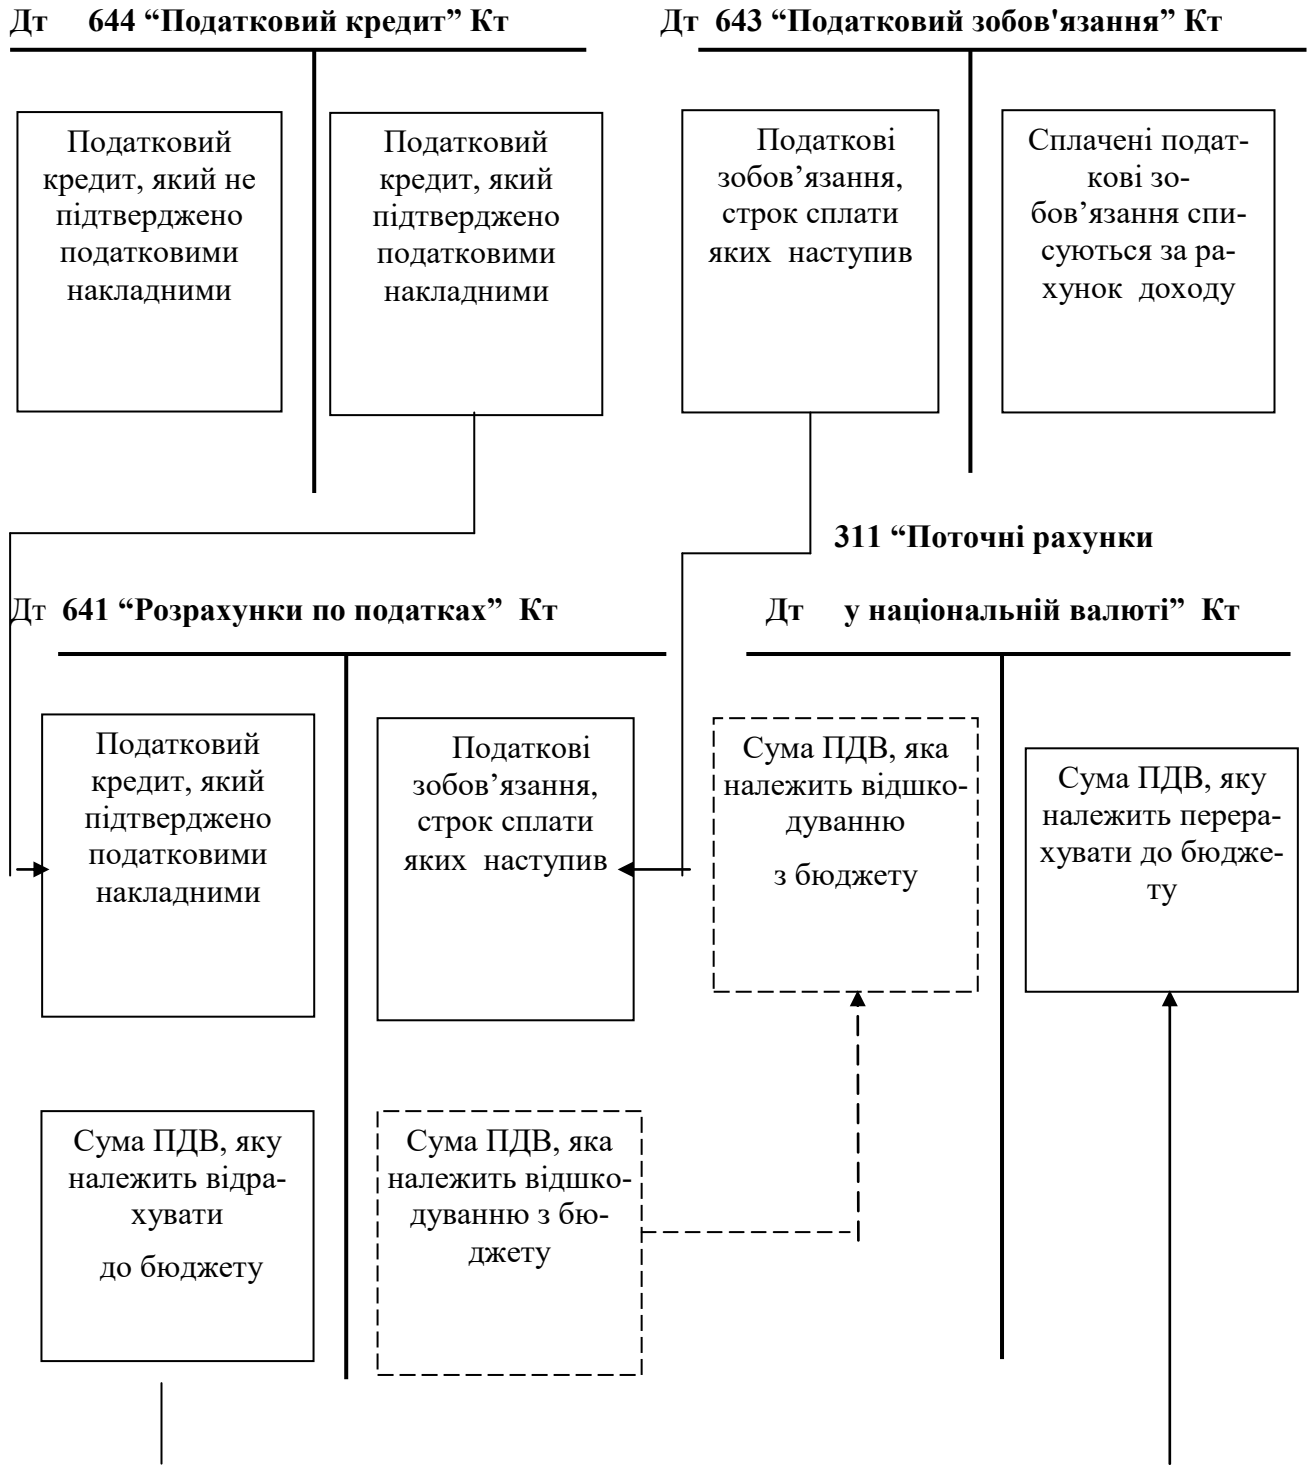 Дт 644 “Податковий кредит” Кт
Дт 643 “Податковий зобов'язання” Кт
Податковий
кредит, який не
підтверджено
податковими
накладними
Податковий
кредит, який
підтверджено
податковими
накладними
Податкові
зобов’язання,
строк сплати
яких наступив
Сплачені подат-
кові зо-
бов’язання спи-
суються за ра-
хунок доходу
311 “Поточні рахунки
Дт 641 “Розрахунки по податках” Кт
Дт у національній валюті” Кт
Податковий
кредит, який
підтверджено
податковими
накладними
Податкові
зобов’язання,
строк сплати
яких наступив
Сума ПДВ, яка
належить відшко-
дуванню
з бюджету
Сума ПДВ, яку
належить перера-
хувати до бюдже-
ту
Сума ПДВ, яку
належить відра-
хувати
до бюджету
Сума ПДВ, яка
належить відшко-
дуванню з бю-
джету